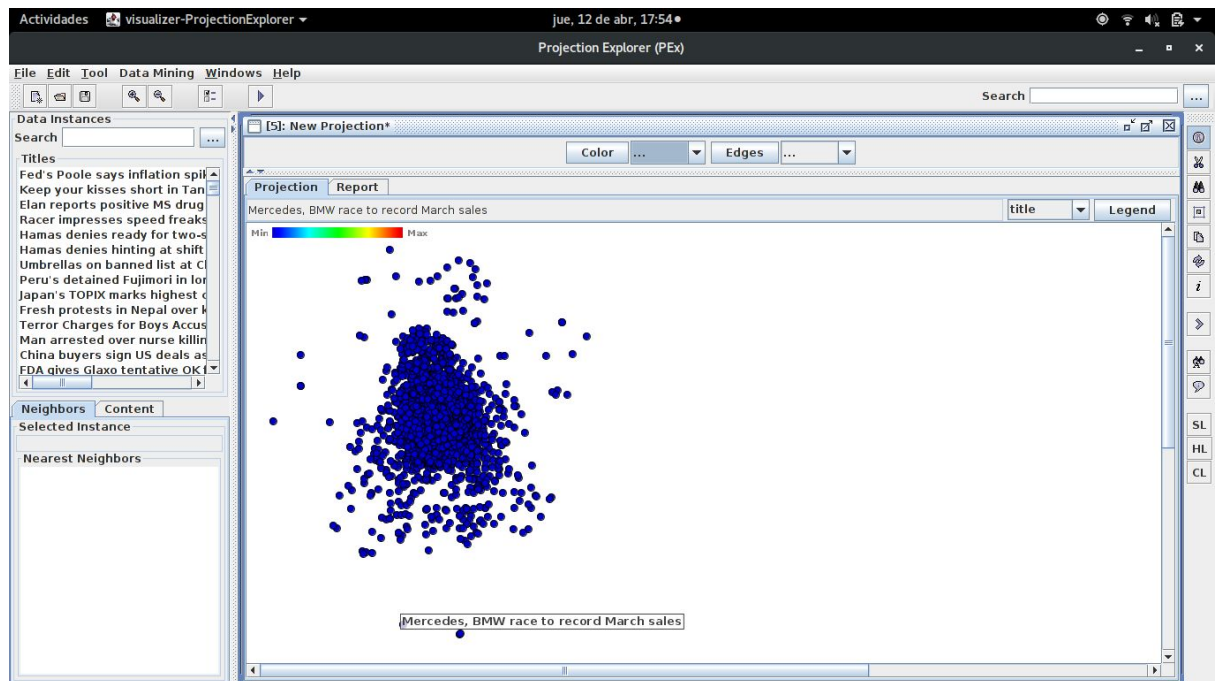 Actividades visualizer-ProjectionExplorer jue, 12 de abr, 17:54
Projection Explorer (PEx)
File Edit Tool Data Mining Windows Help
Search ...
Data Instances
Search ...
Titles
Fed's Poole says inflation spik
Keep your kisses short in Tan
Elan reports positive MS drug
Racer impresses speed freaks
Hamas denies ready for two-s
Hamas denies hinting at shift
Umbrellas on banned list at Cl
Peru's detained Fujimori in lor
Japan's TOPIX marks highest c
Fresh protests in Nepal over k
Terror Charges for Boys Accus
Man arrested over nurse killin
China buyers sign US deals as
FDA gives Glaxo tentative OK f
Neighbors Content
Selected Instance
Nearest Neighbors
[5]: New Projection*
Color ... Edges ...
Projection Report
Mercedes, BMW race to record March sales title Legend
Min Max
Mercedes, BMW race to record March sales
i
SL
HL
CL